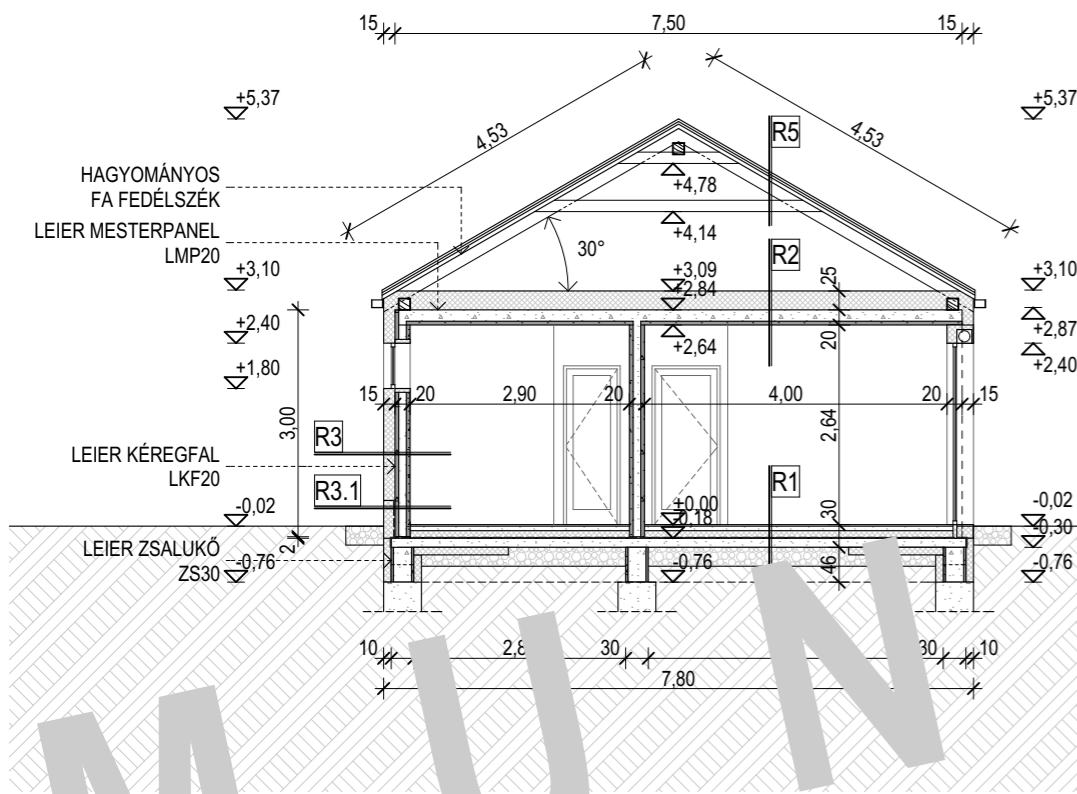 15 7,50 15
+5,37 +5,37
4,53 4,53
R5
HAGYOMÁNYOS
FA FEDÉLSZÉK
+4,78
LEIER MESTERPANEL
LMP20
+4,14
30°
R2
+3,10 +3,09 25 +3,10
+2,84
+2,40 +2,87
+2,64 20
+2,40
+1,80
15 20 2,90 20 4,00 20 15
3,00 2,64
R3
LEIER KÉREGFAL
LKF20
R3.1 R1
-0,02 ±0,00 30 -0,02
-0,18
-0,30
LEIER ZSALUKŐ 2
ZS30 -0,76 -0,76 46 -0,76
10 30 30 10
7,80
M U N